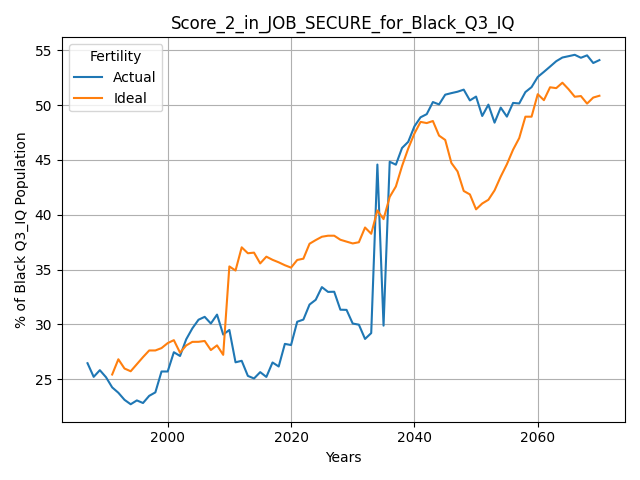 Score_2_in_JOB_SECURE_for_Black_Q3_IQ
Fertility
Actual
Ideal
% of Black Q3_IQ Population
55
50
45
40
35
30
25
2000
2020
2040
2060
Years